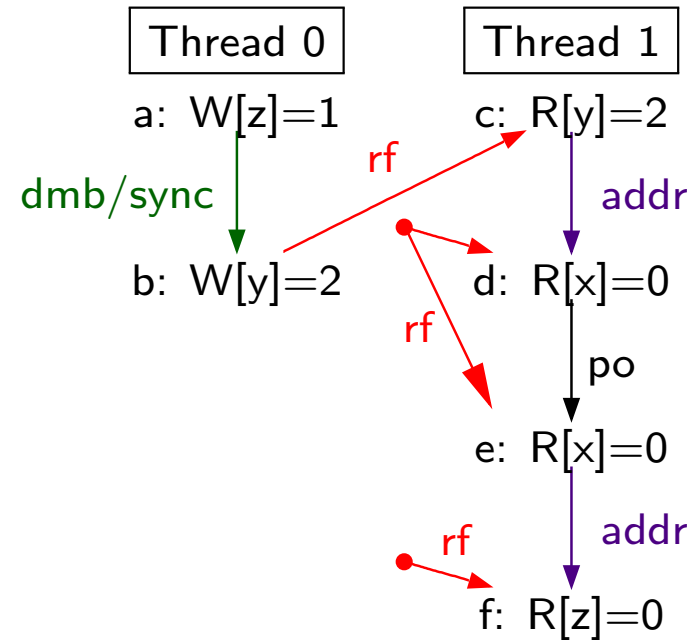 Thread 0 Thread 1
a: W[z]=1 c: R[y]=2
rf
dmb/sync addr
b: W[y]=2 d: R[x]=0
rf
po
e: R[x]=0
addr
rf
f: R[z]=0